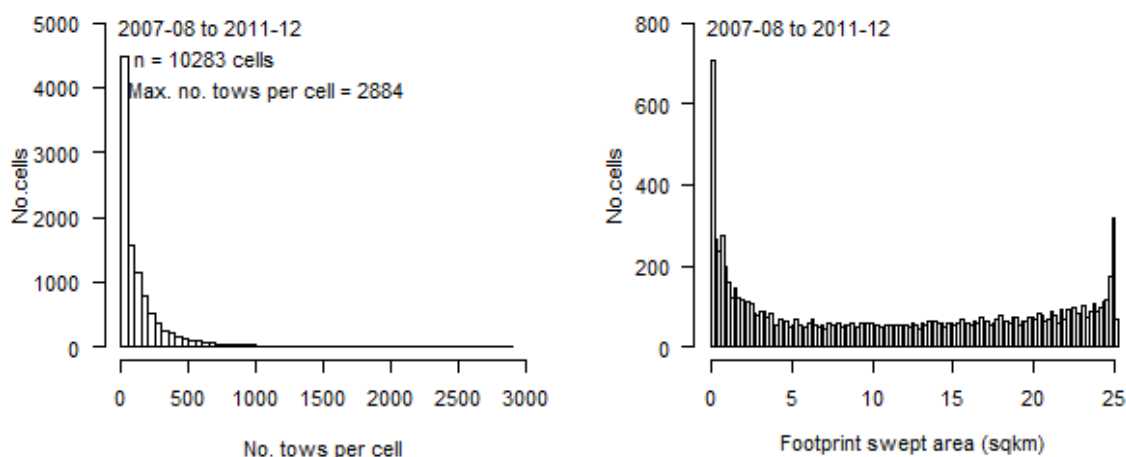 2007-08 to 2011-12
n = 10283 cells
Max. no. tows per cell = 2884
5000
4000
3000
2000
1000
0
No.cells
0 500 1000 1500 2000 2500 3000
No. tows per cell
2007-08 to 2011-12
800
600
400
200
0
No.cells
0 5 10 15 20 25
Footprint swept area (sqkm)